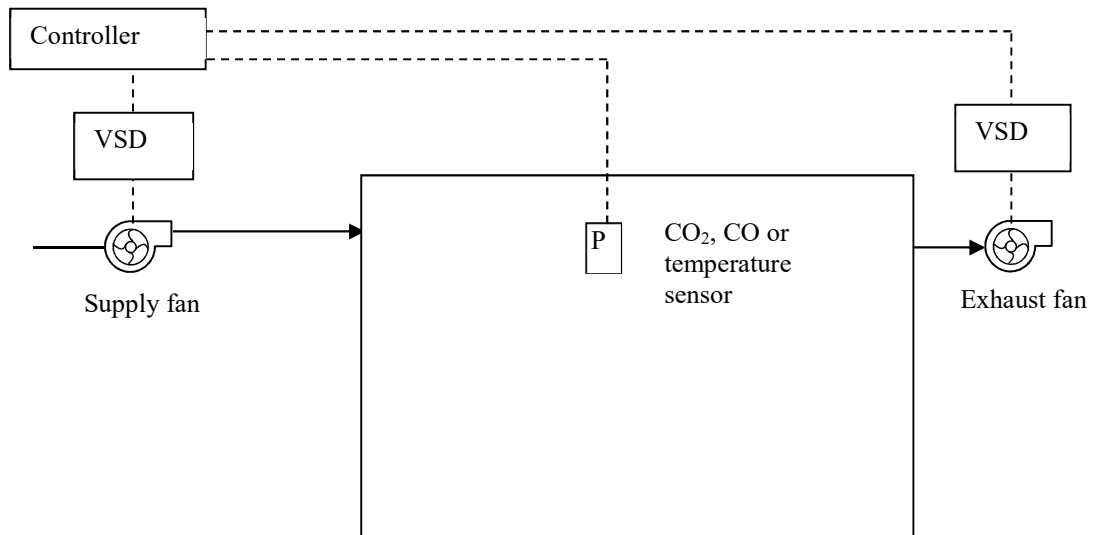 Controller
VSD
VSD
P
CO₂, CO or
temperature
sensor
Supply fan
Exhaust fan